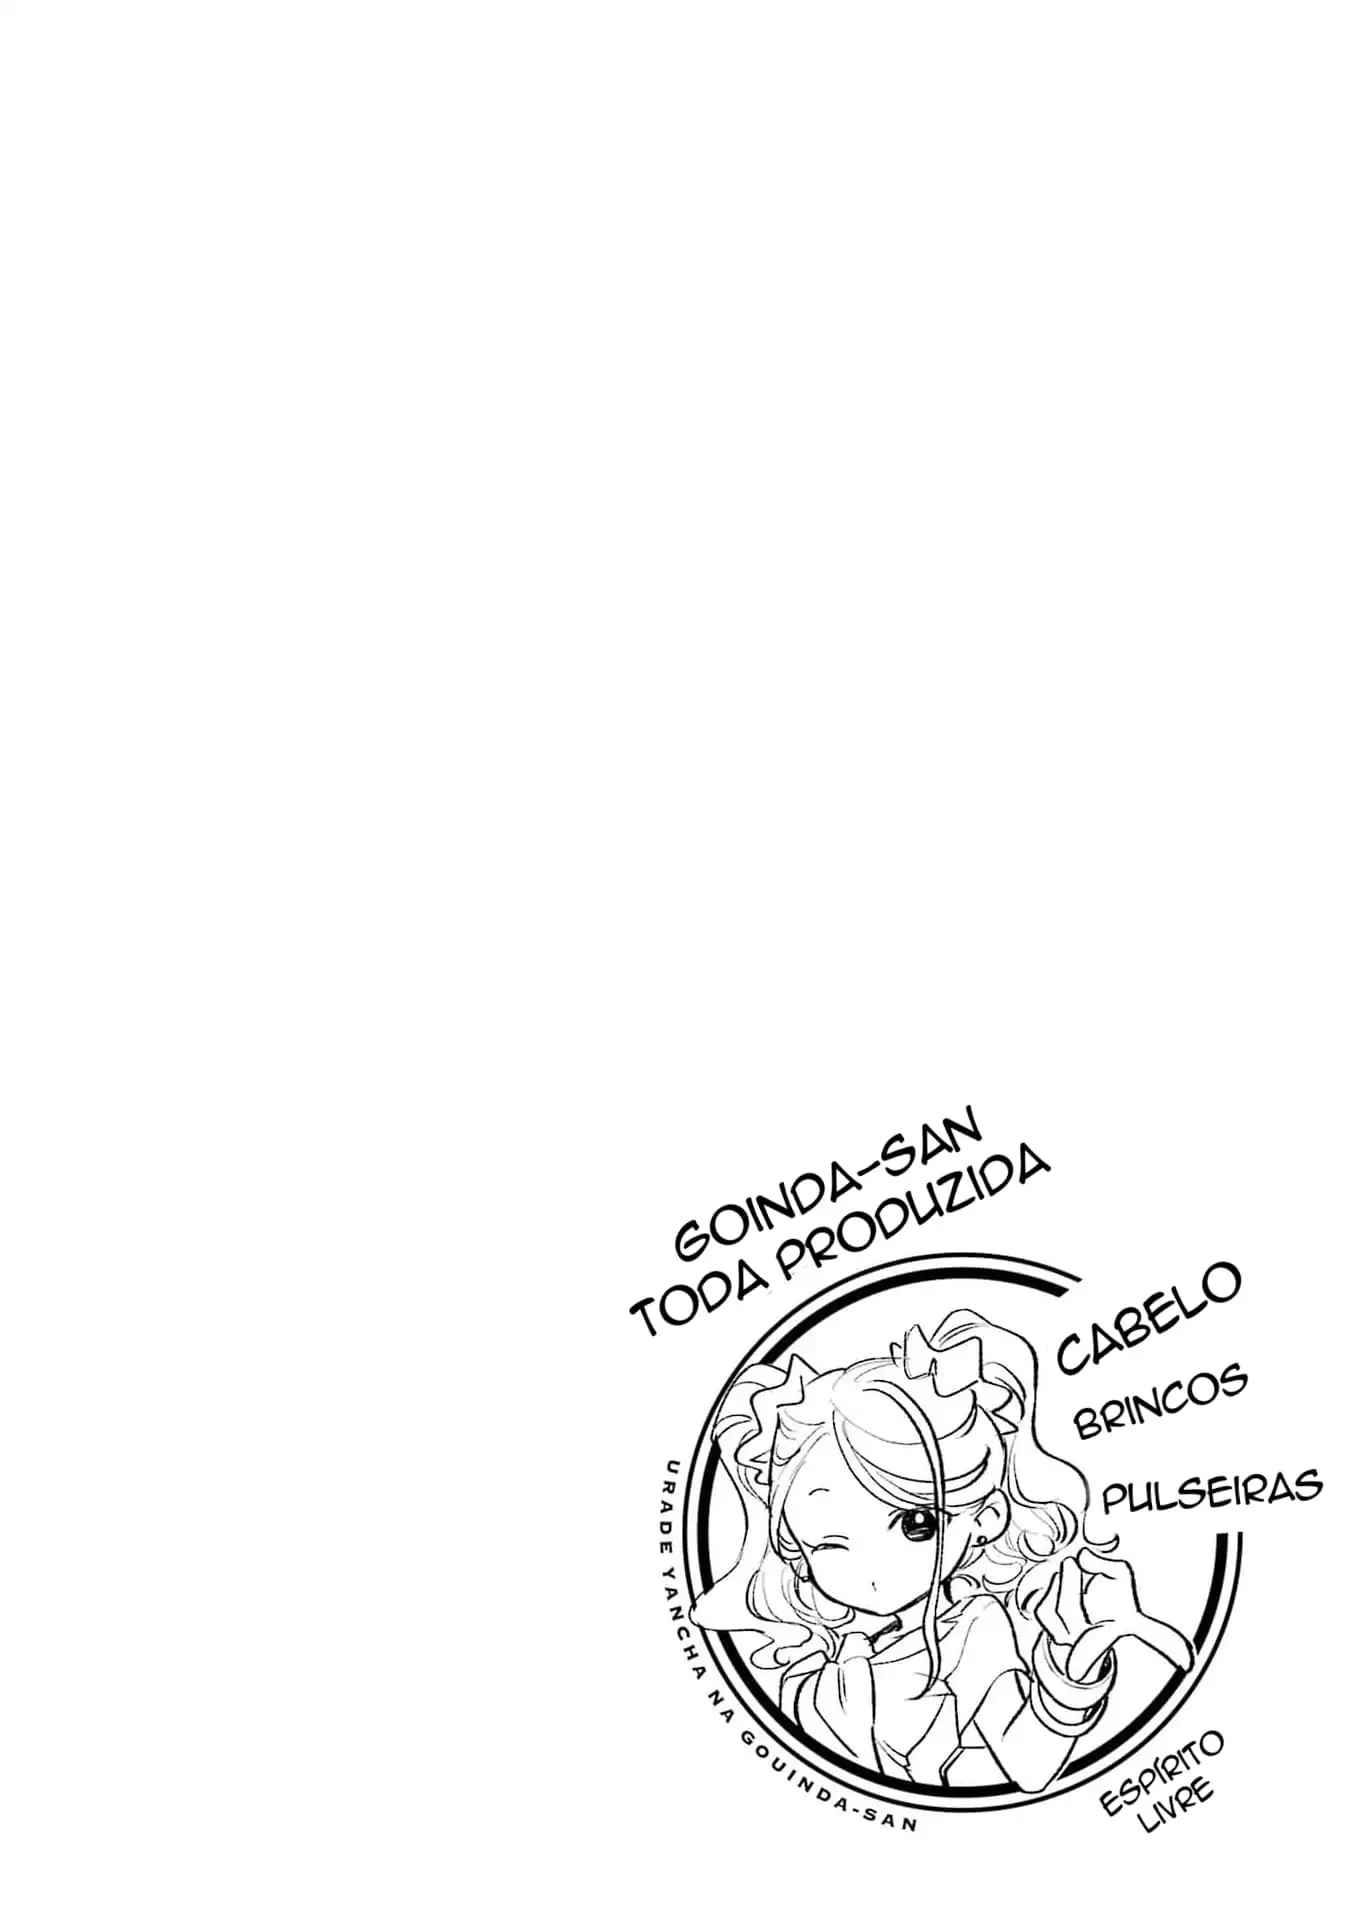 GOINDA-SAN
TODA PRODUZIDA
CABELO
BRINCOS
PULSEIRAS
URADE YANCHA NA GOUINDA-SAN
ESPÍRITO
LIVRE